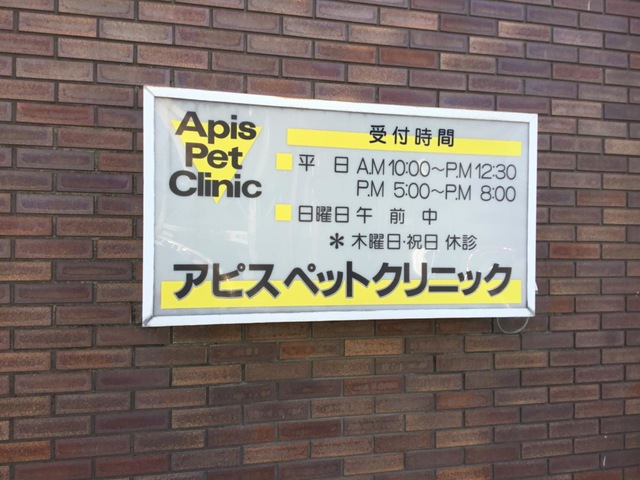 Apis
Pet
Clinic
受付時間
平 日 A.M 10:00～P.M 12:30
P.M 5:00～P.M 8:00
日曜日 午 前 中
＊木曜日・祝日 休診
アピスペットクリニック